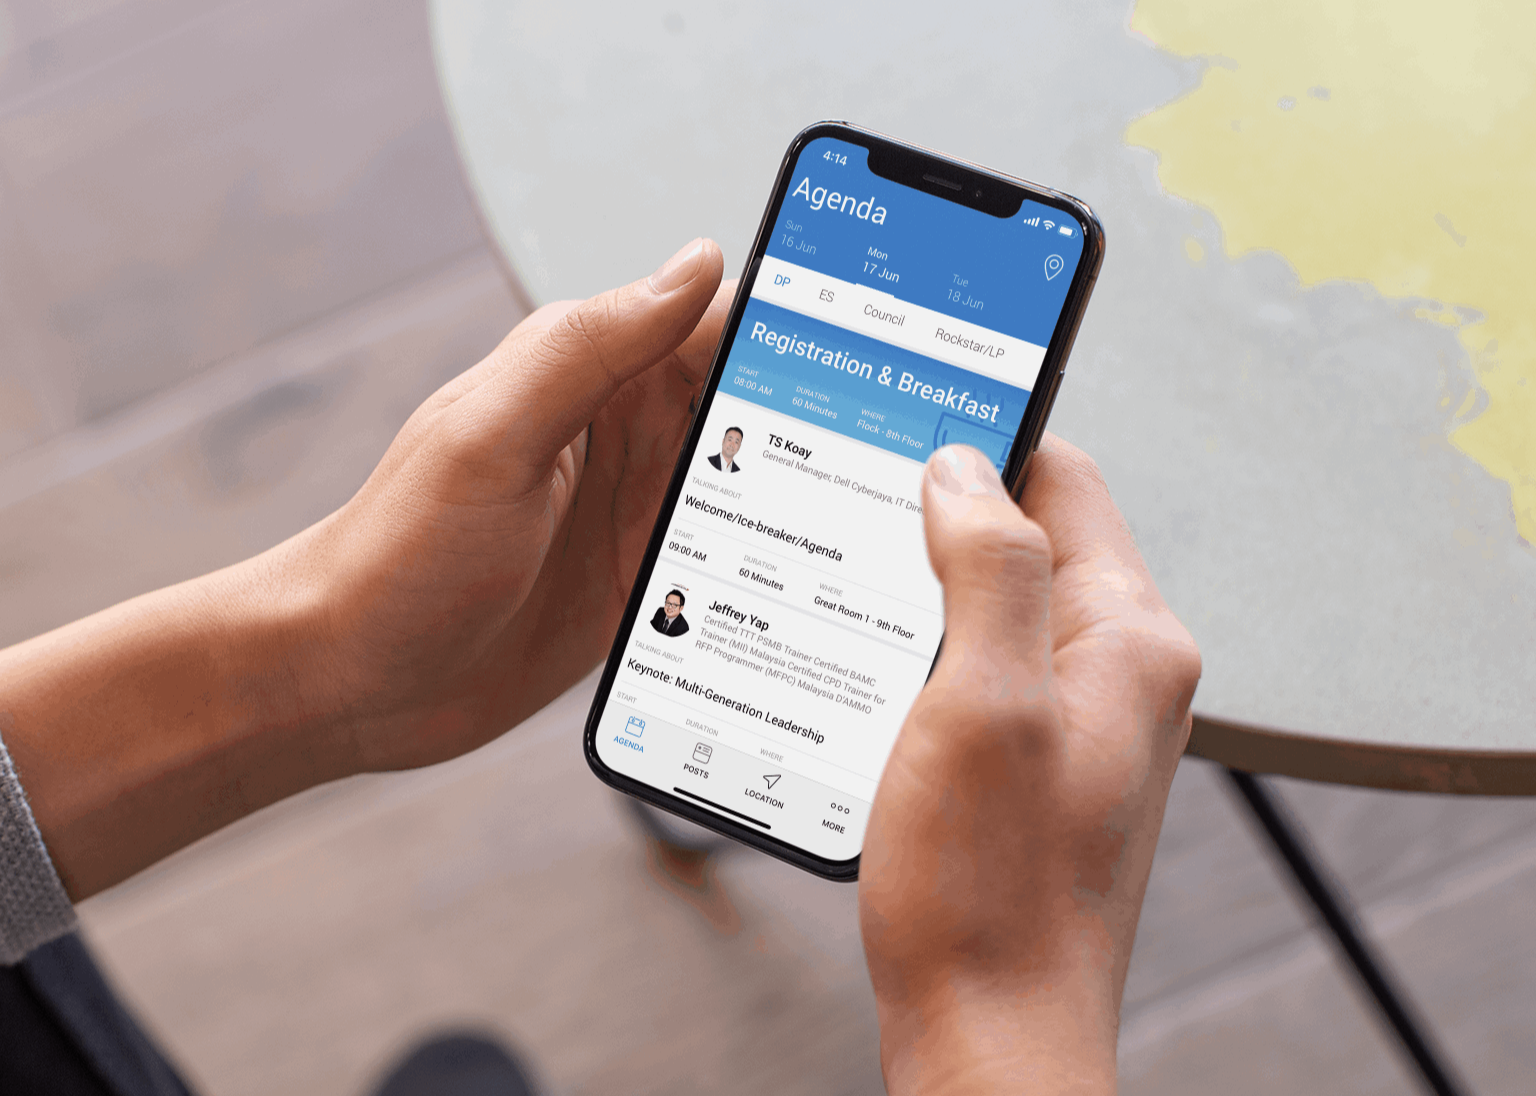 4:14
Agenda
Sun
16 Jun
Mon
17 Jun
Tue
18 Jun
DP
ES
Council
Rockstar/LP
Registration & Breakfast
START
08:00 AM
DURATION
60 Minutes
WHERE
Flock - 8th Floor
TS Koay
General Manager, Dell Cyberjaya, IT
TALKING ABOUT
Welcome/Ice-breaker/Agenda
START
09:00 AM
DURATION
60 Minutes
WHERE
Great Room 1 - 9th Floor
Jeffrey Yap
Certified TTT PSMB Trainer Certified BAMC
Trainer (MII) Malaysia Certified CPD Trainer for
RFP Programmer (MFPC) Malaysia D'AMMO
TALKING ABOUT
Keynote: Multi-Generation Leadership
START
DURATION
WHERE
AGENDA
POSTS
LOCATION
MORE